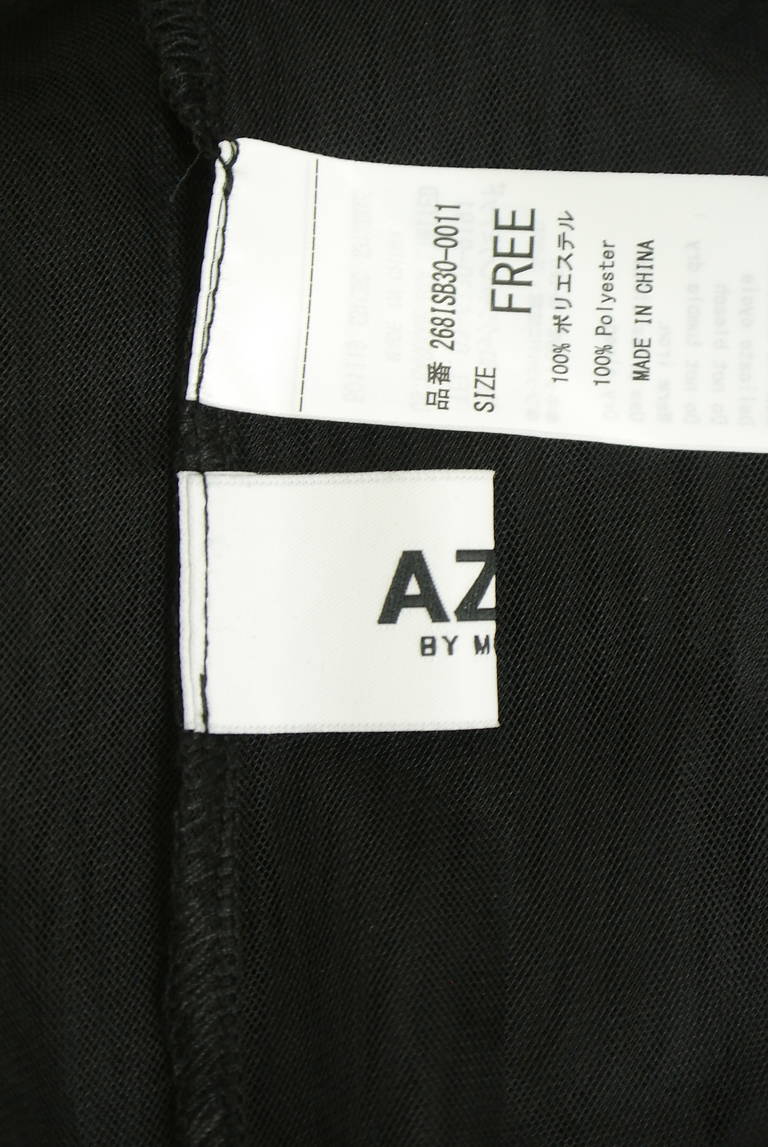 品番 268ISB30-0011
SIZE FREE
100% ポリエステル
100% Polyester
MADE IN CHINA
AZ
BY M